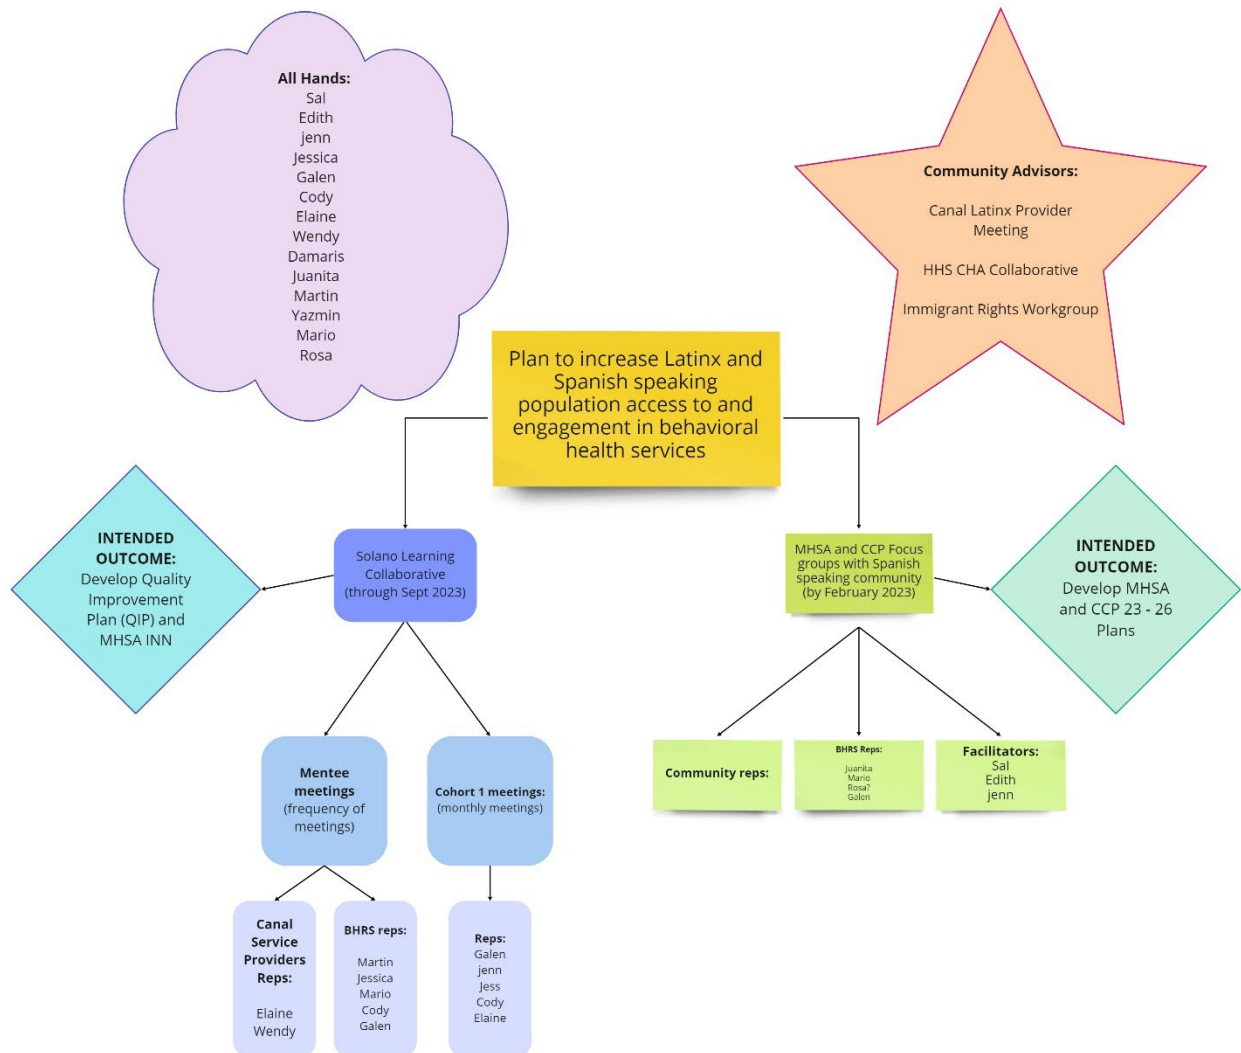 All Hands:
Sal
Edith
jenn
Jessica
Galen
Cody
Elaine
Wendy
Damaris
Juanita
Martin
Yazmin
Mario
Rosa
Community Advisors:
Canal Latinx Provider
Meeting
HHS CHA Collaborative
Immigrant Rights Workgroup
Plan to increase Latinx and
Spanish speaking
population access to and
engagement in behavioral
health services
INTENDED
OUTCOME:
Develop Quality
Improvement
Plan (QIP) and
MHSA INN
Solano Learning
Collaborative
(through Sept 2023)
MHSA and CCP Focus
groups with Spanish
speaking community
(by February 2023)
INTENDED
OUTCOME:
Develop MHSA
and CCP 23 - 26
Plans
Mentee
meetings
(frequency of
meetings)
Cohort 1 meetings:
(monthly meetings)
Community reps:
BHRS Reps:
Juanita
Mario
Rosa?
Galen
Facilitators:
Sal
Edith
jenn
Canal
Service
Providers
Reps:
Elaine
Wendy
BHRS reps:
Martin
Jessica
Mario
Cody
Galen
Reps:
Galen
jenn
Jess
Cody
Elaine